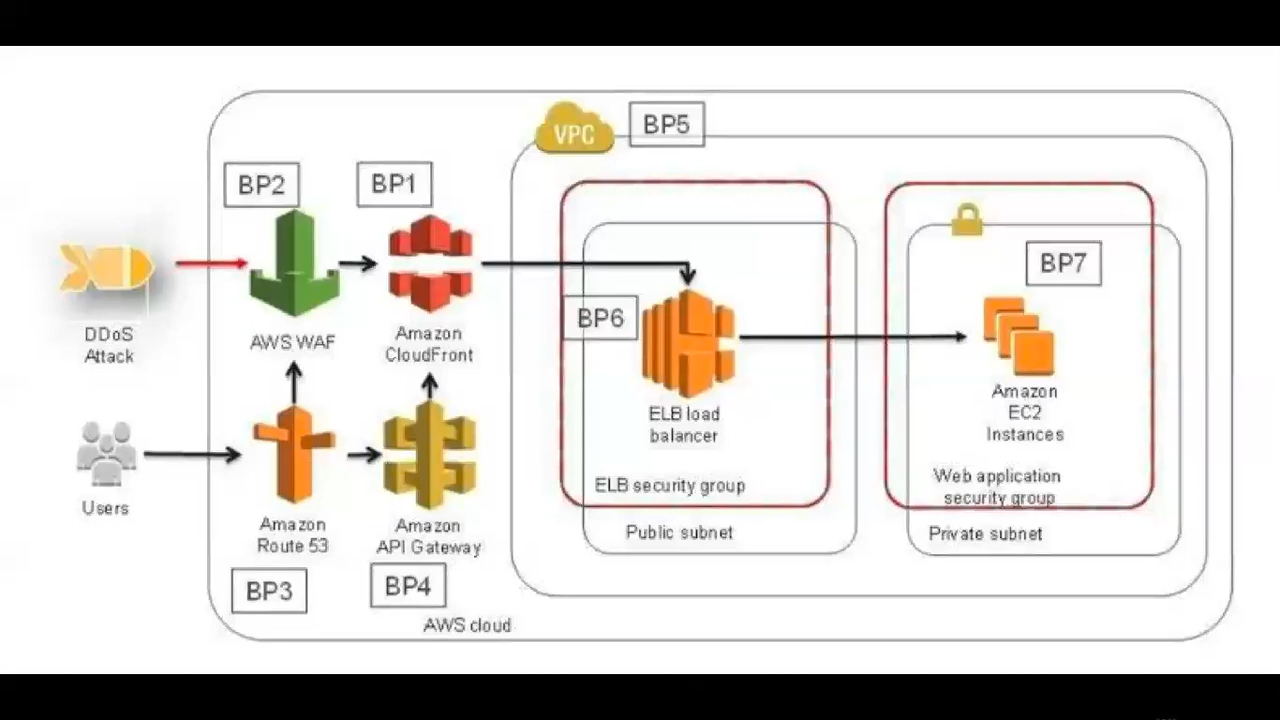 VPC
BP5
BP2
BP1
BP7
BP6
DDoS
Attack
AWS WAF
Amazon
CloudFront
ELB load
balancer
Amazon
EC2
Instances
ELB security group
Web application
security group
Public subnet
Private subnet
Users
Amazon
Route 53
Amazon
API Gateway
BP3
BP4
AWS cloud